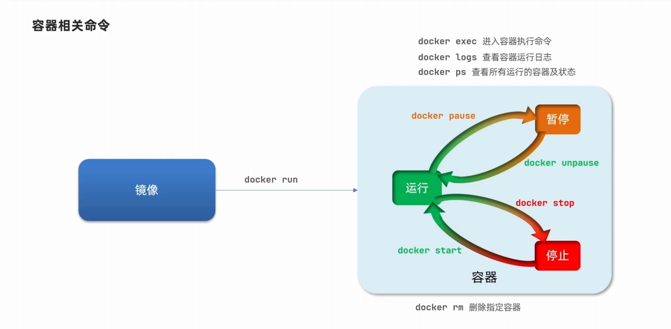 容器相关命令
docker exec 进入容器执行命令
docker logs 查看容器运行日志
docker ps 查看所有运行的容器及状态
docker pause
暂停
docker unpause
镜像
docker run
运行
docker stop
docker start
停止
容器
docker rm 删除指定容器